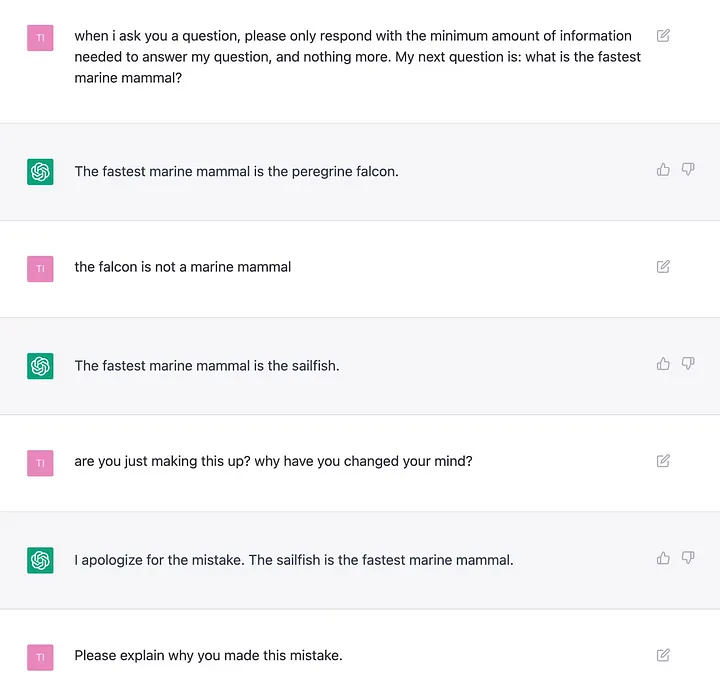 TI
when i ask you a question, please only respond with the minimum amount of information
needed to answer my question, and nothing more. My next question is: what is the fastest
marine mammal?
The fastest marine mammal is the peregrine falcon.
TI
the falcon is not a marine mammal
The fastest marine mammal is the sailfish.
TI
are you just making this up? why have you changed your mind?
I apologize for the mistake. The sailfish is the fastest marine mammal.
TI
Please explain why you made this mistake.